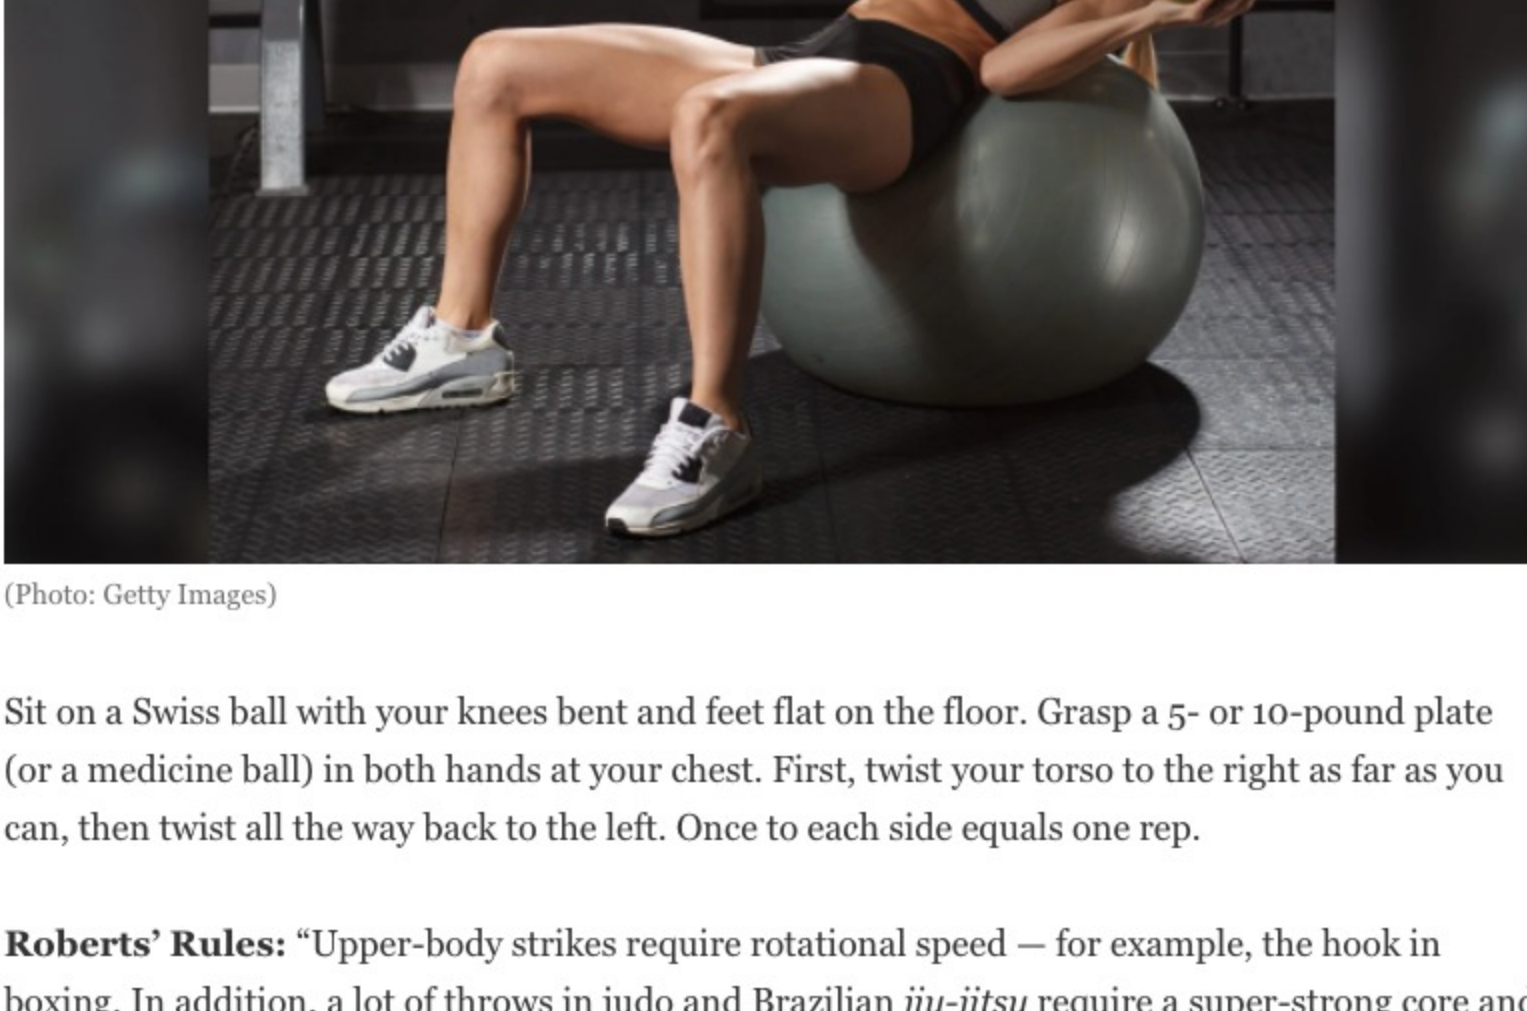 (Photo: Getty Images)
Sit on a Swiss ball with your knees bent and feet flat on the floor. Grasp a 5- or 10-pound plate
(or a medicine ball) in both hands at your chest. First, twist your torso to the right as far as you
can, then twist all the way back to the left. Once to each side equals one rep.
Roberts’ Rules: “Upper-body strikes require rotational speed — for example, the hook in
boxing. In addition, a lot of throws in judo and Brazilian jiu-jitsu require a super-strong core and